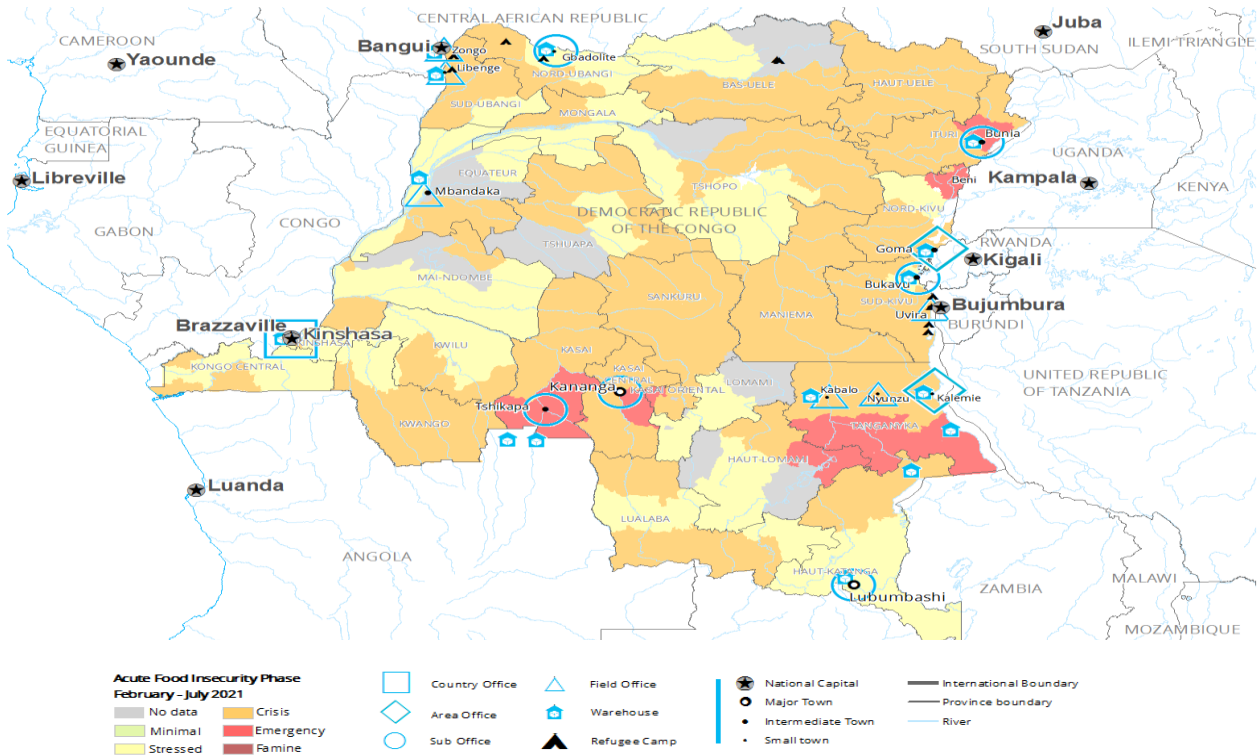 CENTRAL AFRICAN REPUBLIC
Juba
CAMEROON
Yaounde
Bangui
Zongo
Gbadolite
SOUTH SUDAN
ILEMI TRIANGLE
Libenge
NORD-UBANGI
BAS-UELE
HAUT-UELE
SUD-UBANGI
MONGALA
EQUATORIAL
GUINEA
ITURI
Bunia
UGANDA
Libreville
EQUATEUR
TSHOPO
Beni
Kampala
KENYA
Mbandaka
NORD-KIVU
GABON
CONGO
DEMOCRATIC REPUBLIC
OF THE CONGO
TSHUAPA
Goma
RWANDA
Kigali
MAI-NDOMBE
Bukavu
SANKURU
MANIEMA
SUD-KIVU
Bujumbura
Uvira
BURUNDI
Brazzaville
Kinshasa
KINSHASA
KWILU
KASAI
KONGO CENTRAL
KASAI
CENTRAL
KASAI-ORIENTAL
LOMAMI
UNITED REPUBLIC
OF TANZANIA
Kananga
Kabalo
Nyunzu
Kalemie
Tshikapa
KWANGO
TANGANYIKA
HAUT-LOMAMI
Luanda
LUALABA
ANGOLA
HAUT-KATANGA
Lubumbashi
ZAMBIA
MALAWI
MOZAMBIQUE
Acute Food Insecurity Phase
February - July 2021
No data
Crisis
Minimal
Emergency
Stressed
Famine
Country Office
Field Office
Area Office
Warehouse
Sub Office
Refugee Camp
National Capital
Major Town
Intermediate Town
Small town
International Boundary
Province boundary
River